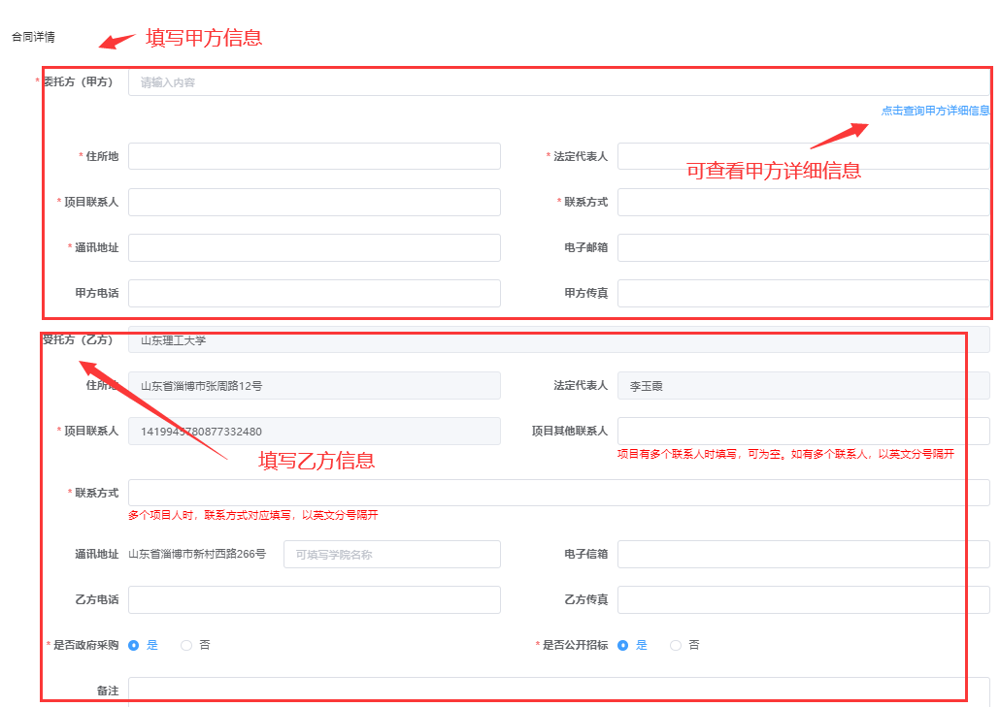 合同详情
填写甲方信息
*委托方（甲方） 请输入内容
点击查询甲方详细信息
*住所地 *法定代表人
可查看甲方详细信息
*项目联系人 *联系方式
*通讯地址 电子邮箱
甲方电话 甲方传真
受托方（乙方） 山东理工大学
住所地 山东省淄博市张周路12号 法定代表人 李玉霞
*项目联系人 1419945780877332480 项目其他联系人
项目有多个联系人时填写，可为空。如有多个联系人，以英文分号隔开
填写乙方信息
*联系方式
多个项目人时，联系方式对应填写，以英文分号隔开
通讯地址 山东省淄博市新村西路266号 可填写学院名称 电子信箱
乙方电话 乙方传真
*是否政府采购 是 否 *是否公开招标 是 否
备注